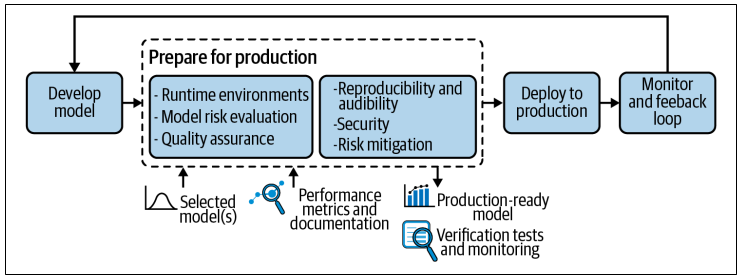 Prepare for production
Develop
model
- Runtime environments
- Model risk evaluation
- Quality assurance
-Reproducibility and
audibility
-Security
-Risk mitigation
Deploy to
production
Monitor
and feeback
loop
Selected
model(s)
Performance
metrics and
documentation
Production-ready
model
Verification tests
and monitoring